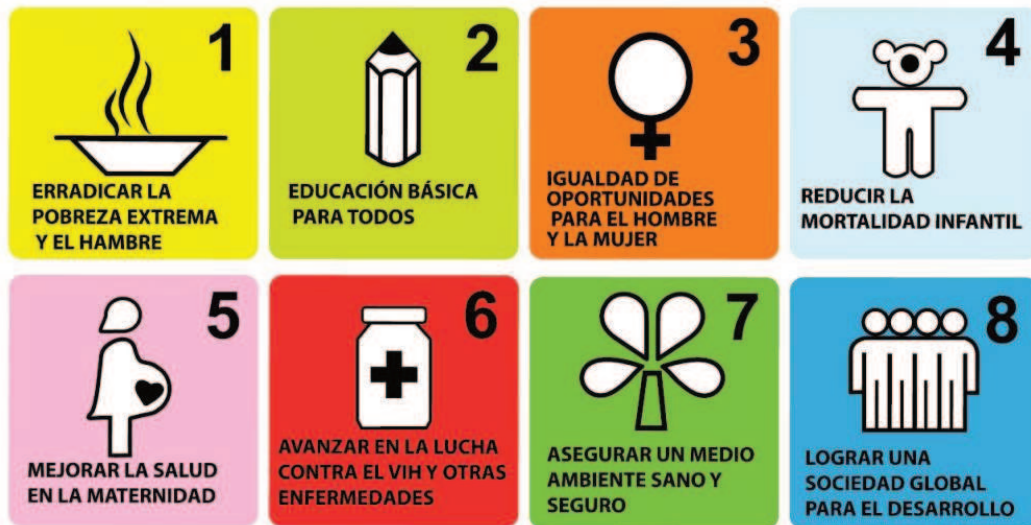 1
ERRADICAR LA
POBREZA EXTREMA
Y EL HAMBRE
2
EDUCACIÓN BÁSICA
PARA TODOS
3
IGUALDAD DE
OPORTUNIDADES
PARA EL HOMBRE
Y LA MUJER
4
REDUCIR LA
MORTALIDAD INFANTIL
5
MEJORAR LA SALUD
EN LA MATERNIDAD
6
AVANZAR EN LA LUCHA
CONTRA EL VIH Y OTRAS
ENFERMEDADES
7
ASEGURAR UN MEDIO
AMBIENTE SANO Y
SEGURO
8
LOGRAR UNA
SOCIEDAD GLOBAL
PARA EL DESARROLLO